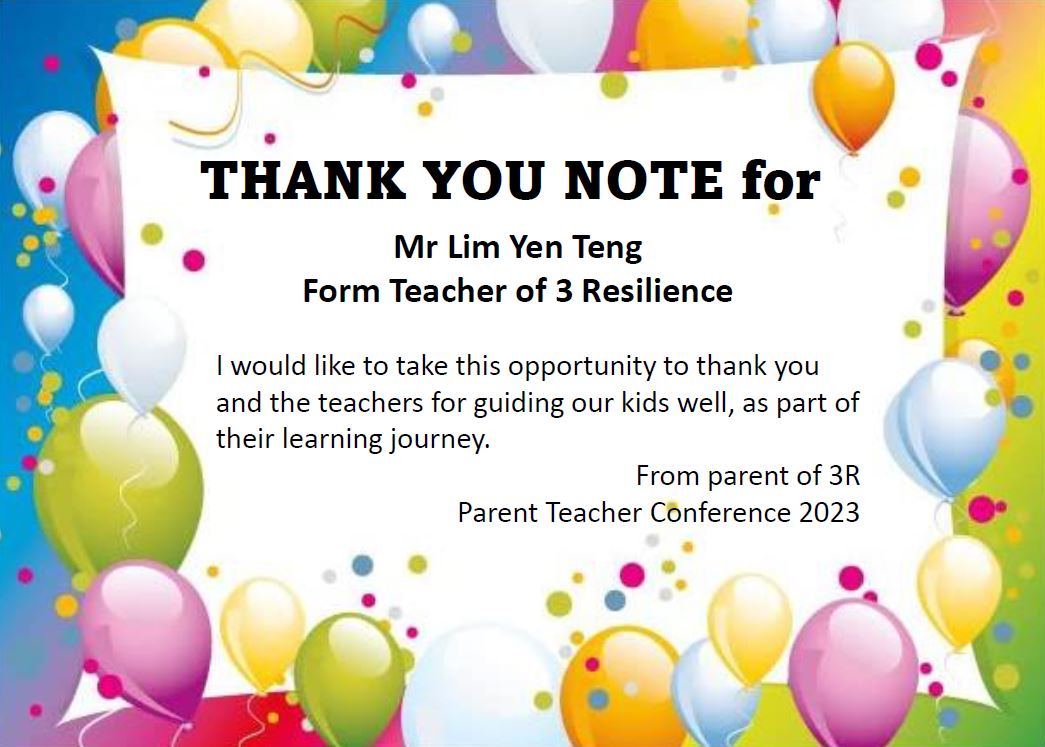 THANK YOU NOTE for
Mr Lim Yen Teng
Form Teacher of 3 Resilience
I would like to take this opportunity to thank you
and the teachers for guiding our kids well, as part of
their learning journey.
From parent of 3R
Parent Teacher Conference 2023